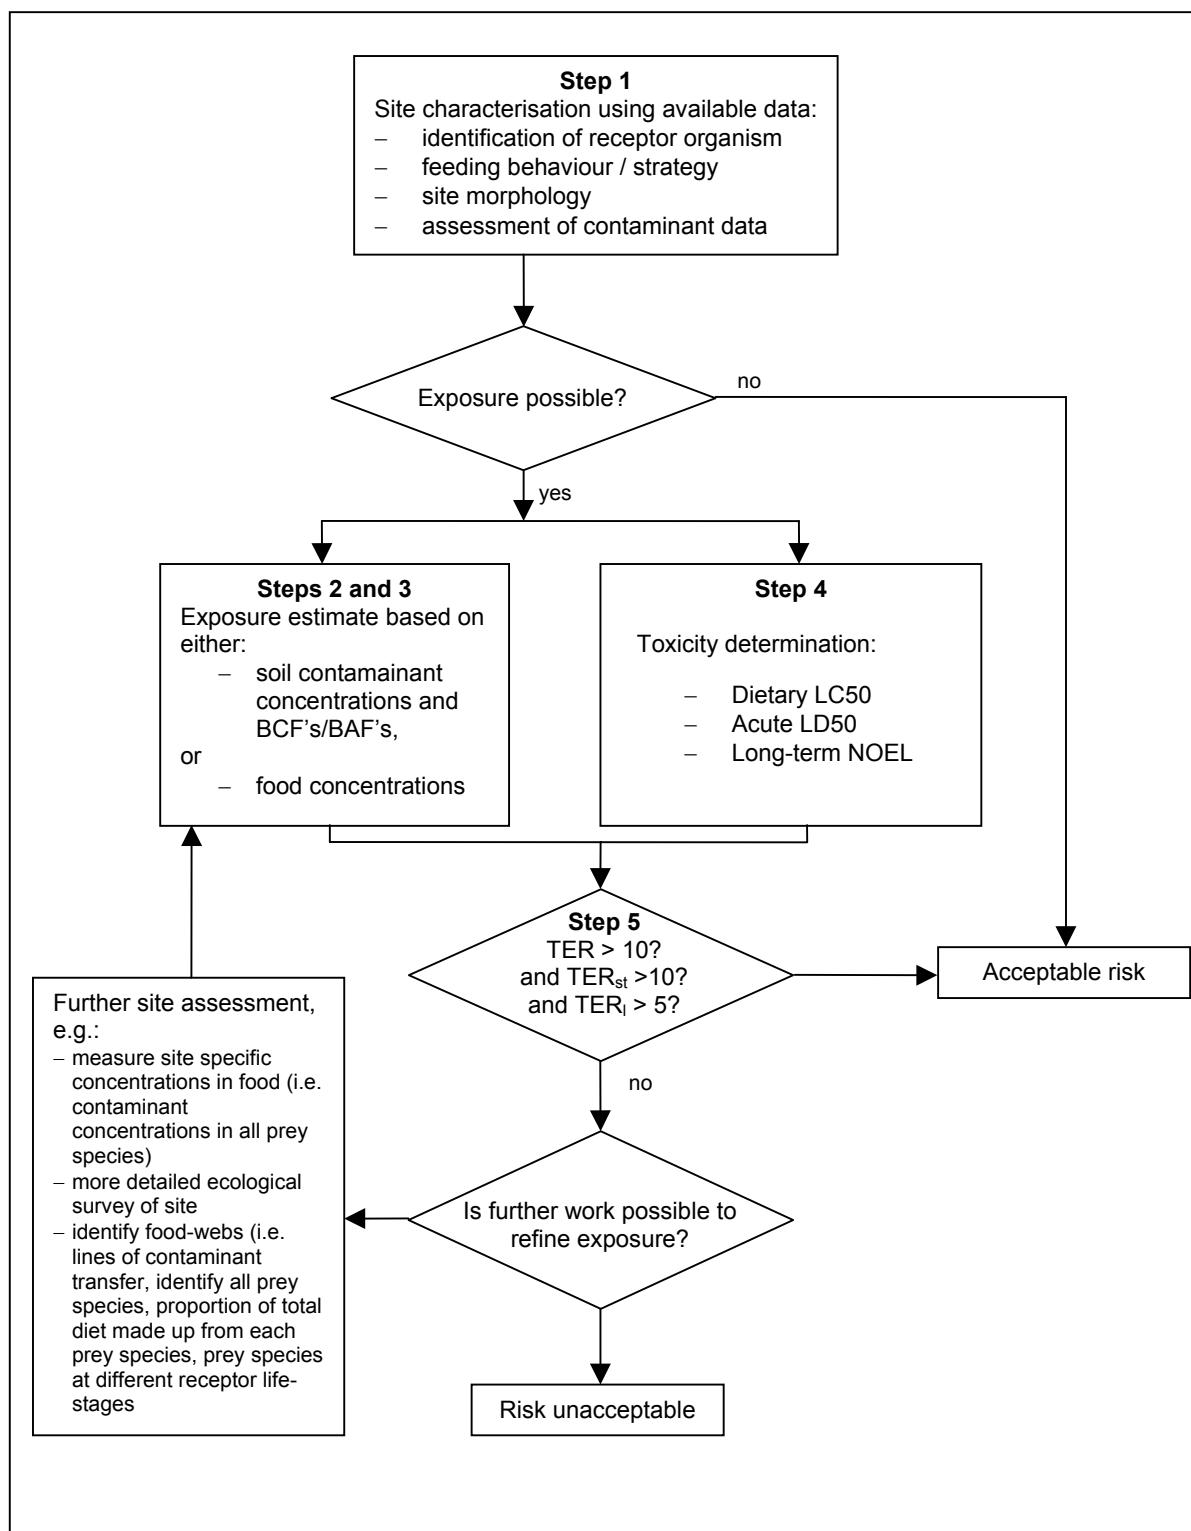 Step 1
Site characterisation using available data:
– identification of receptor organism
– feeding behaviour / strategy
– site morphology
– assessment of contaminant data
Exposure possible?
no
yes
Steps 2 and 3
Exposure estimate based on
either:
– soil contamainant
concentrations and
BCF's/BAF's,
or
– food concentrations
Step 4
Toxicity determination:
– Dietary LC50
– Acute LD50
– Long-term NOEL
Step 5
TER > 10?
and TERst >10?
and TERl > 5?
Acceptable risk
no
Further site assessment,
e.g.:
– measure site specific
concentrations in food (i.e.
contaminant
concentrations in all prey
species)
– more detailed ecological
survey of site
– identify food-webs (i.e.
lines of contaminant
transfer, identify all prey
species, proportion of total
diet made up from each
prey species, prey species
at different receptor life-
stages
Is further work possible to
refine exposure?
Risk unacceptable